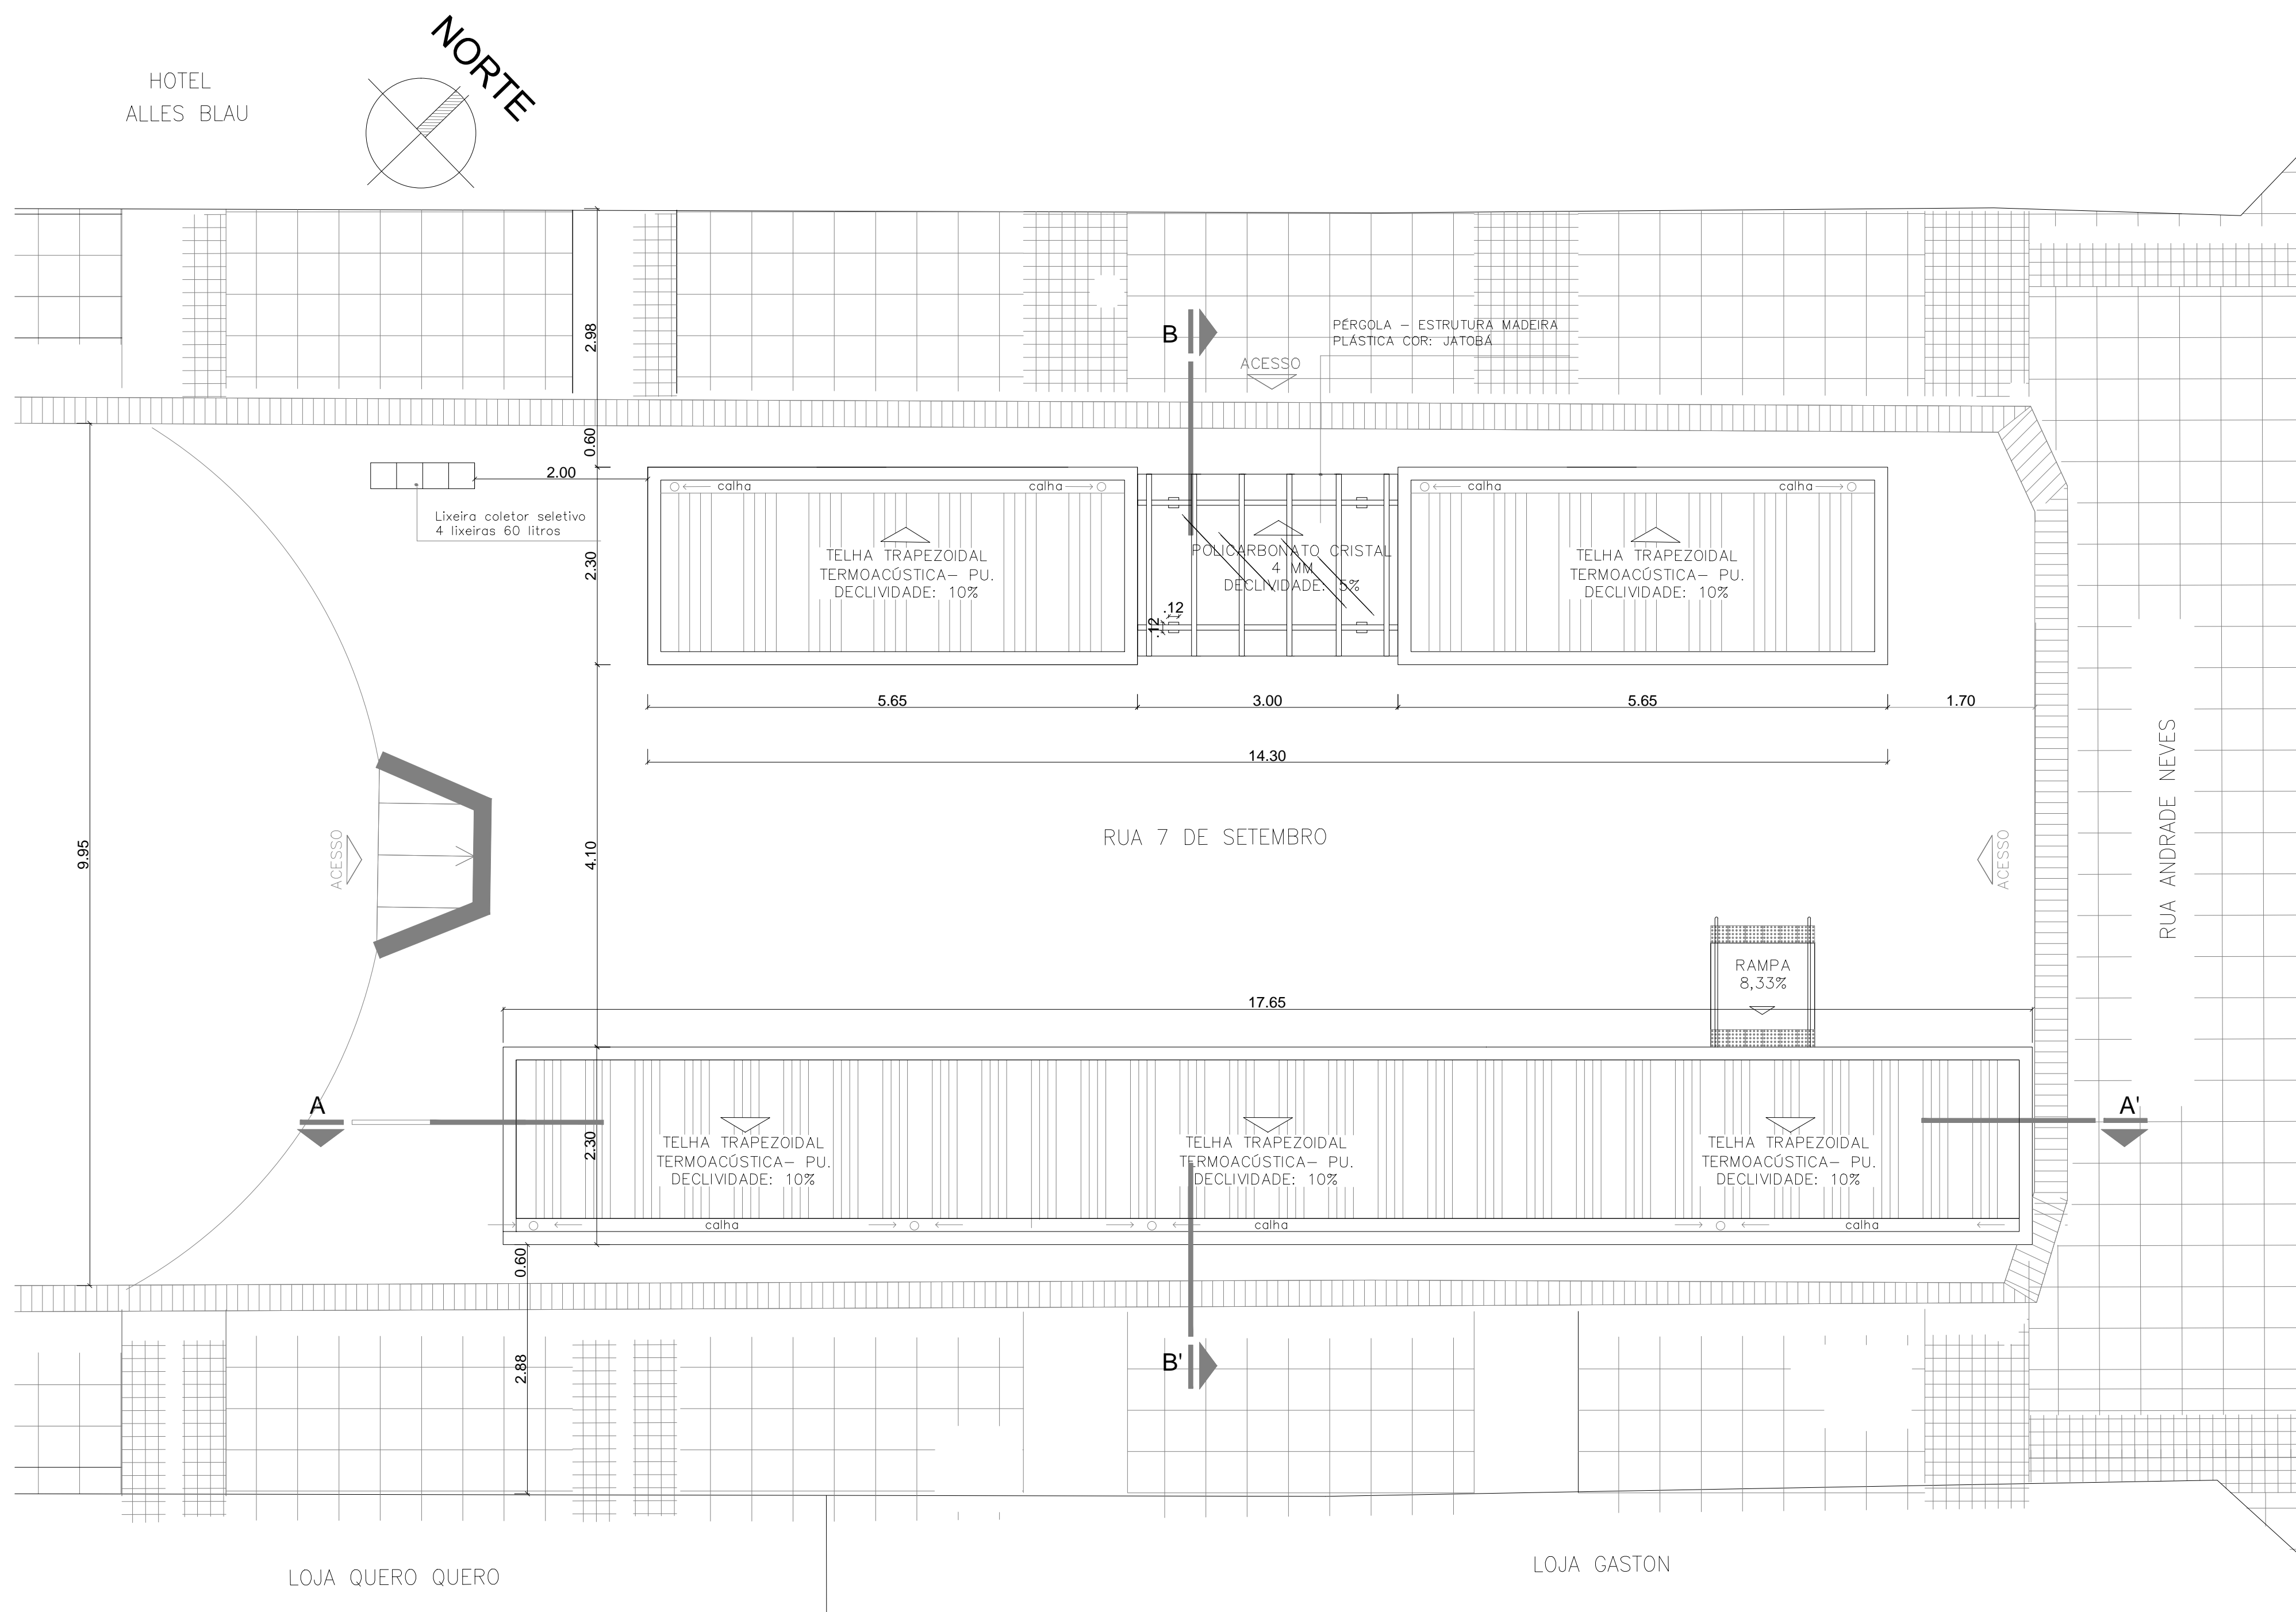 NORTE
HOTEL
ALLES BLAU
2.98
B
PÉRGOLA - ESTRUTURA MADEIRA
PLÁSTICA COR: JATOBÁ
ACESSO
0.60
2.00
Lixeira coletor seletivo
4 lixeiras 60 litros
calha
calha
calha
calha
2.30
TELHA TRAPEZOIDAL
TERMOACÚSTICA- PU.
DECLIVIDADE: 10%
POLICARBONATO CRISTAL
4 MM
DECLIVIDADE: 5%
TELHA TRAPEZOIDAL
TERMOACÚSTICA- PU.
DECLIVIDADE: 10%
.12
.12
5.65
3.00
5.65
1.70
14.30
RUA ANDRADE NEVES
9.95
ACESSO
4.10
RUA 7 DE SETEMBRO
ACESSO
RAMPA
8,33%
17.65
A
A'
2.30
TELHA TRAPEZOIDAL
TERMOACÚSTICA- PU.
DECLIVIDADE: 10%
TELHA TRAPEZOIDAL
TERMOACÚSTICA- PU.
DECLIVIDADE: 10%
TELHA TRAPEZOIDAL
TERMOACÚSTICA- PU.
DECLIVIDADE: 10%
calha
calha
calha
0.60
2.88
B'
LOJA QUERO QUERO
LOJA GASTON